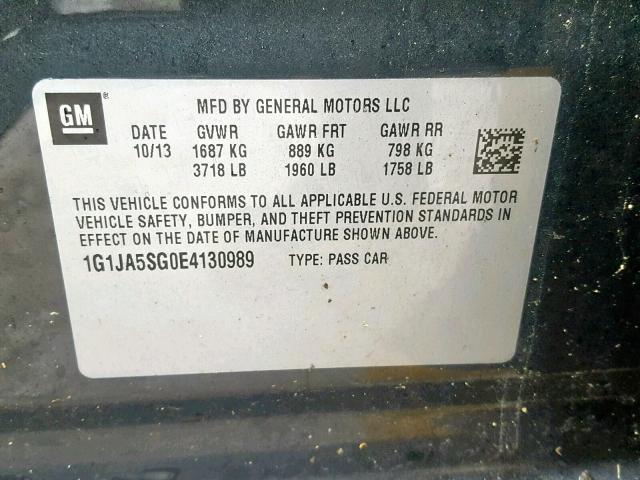 GM ®
MFD BY GENERAL MOTORS LLC
DATE GVWR GAWR FRT GAWR RR
10/13 1687 KG 889 KG 798 KG
3718 LB 1960 LB 1758 LB
THIS VEHICLE CONFORMS TO ALL APPLICABLE U.S. FEDERAL MOTOR
VEHICLE SAFETY, BUMPER, AND THEFT PREVENTION STANDARDS IN
EFFECT ON THE DATE OF MANUFACTURE SHOWN ABOVE.
1G1JA5SG0E4130989 TYPE: PASS CAR